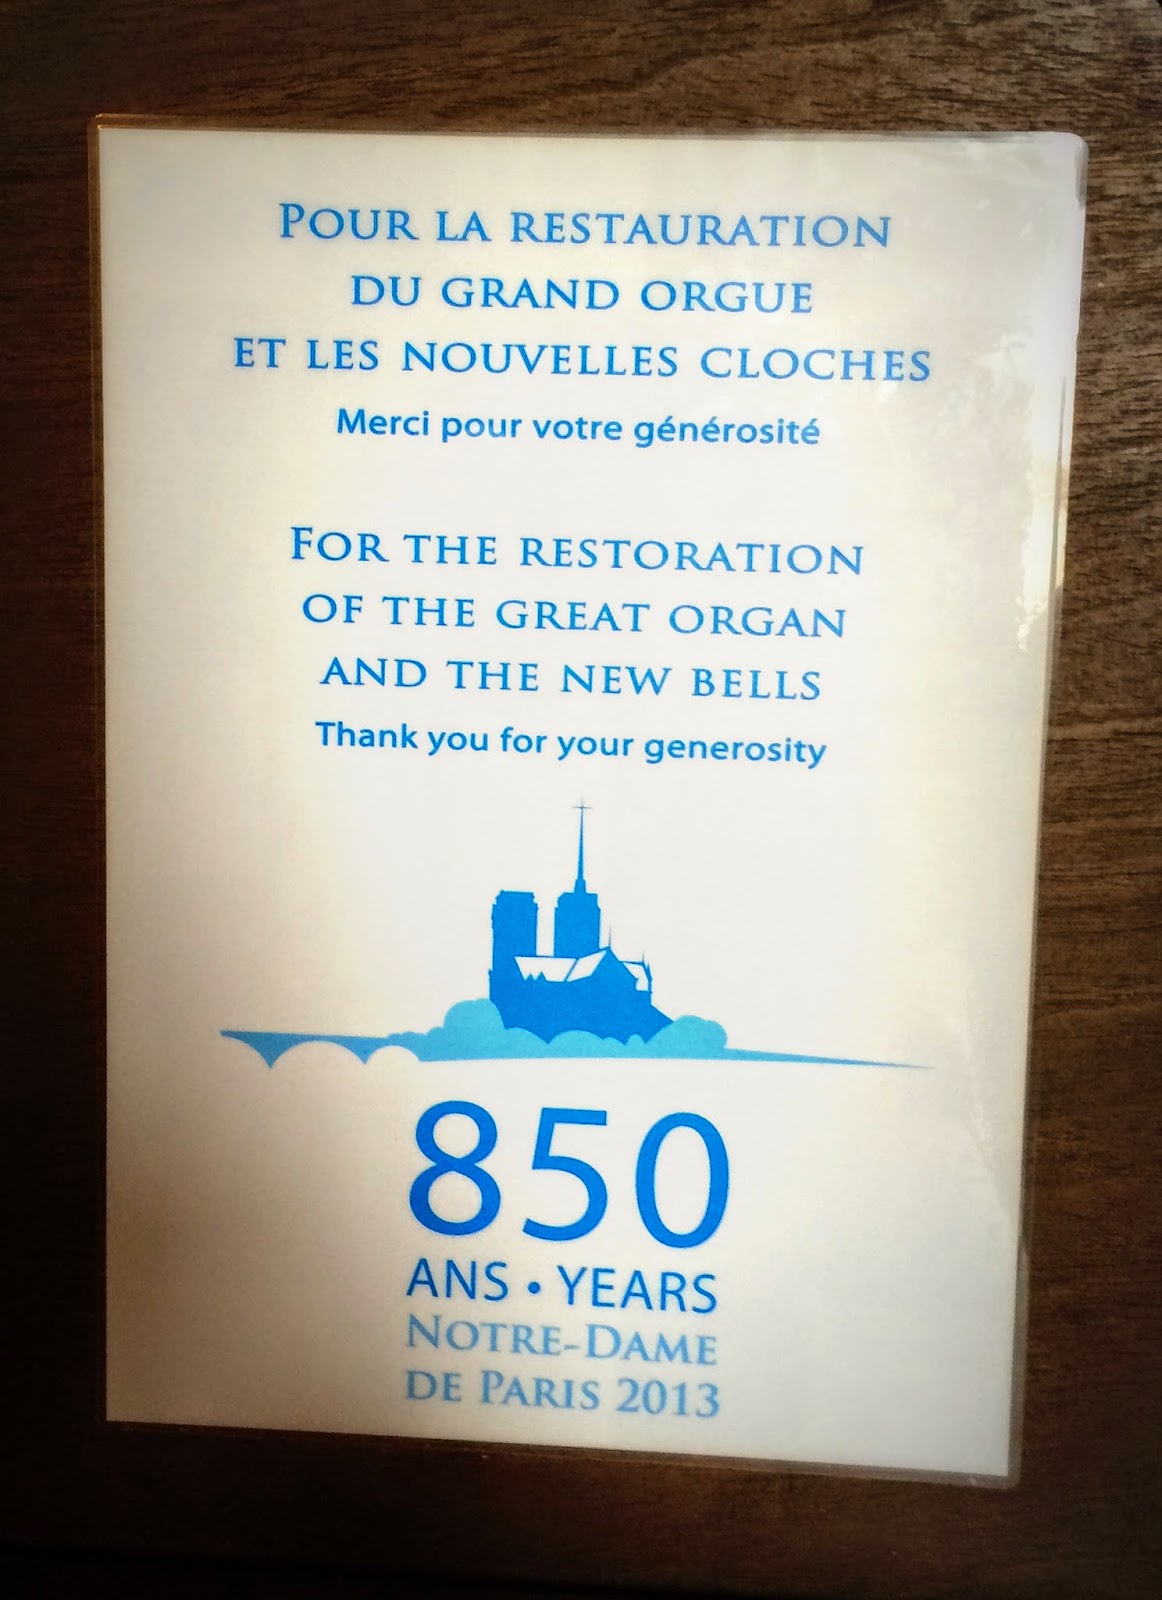 POUR LA RESTAURATION
DU GRAND ORGUE
ET LES NOUVELLES CLOCHES
Merci pour votre générosité
FOR THE RESTORATION
OF THE GREAT ORGAN
AND THE NEW BELLS
Thank you for your generosity
850
ANS • YEARS
NOTRE-DAME
DE PARIS 2013